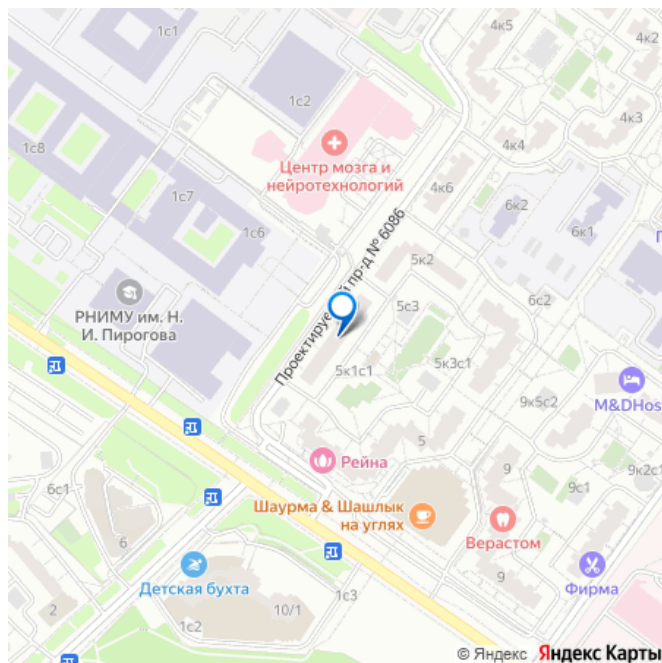 1с1
4к5
4к2
1с2
4к3
1с8
Центр мозга и
нейротехнологий
4к4
1с7
4к6
1с6
6к2
6к1
Проектируемый пр-д № 6086
5к2
РНИМУ им. Н.
И. Пирогова
5с3
6с2
5к3с1
5к1с1
M&DHos
9к5с2
5
Рейна
9
9к2с1
6с1
9с1
Шаурма & Шашлык
на углях
6
Верастом
Детская бухта
9
Фирма
2
10/1
1с3
1с2
© Яндекс Яндекс Карты